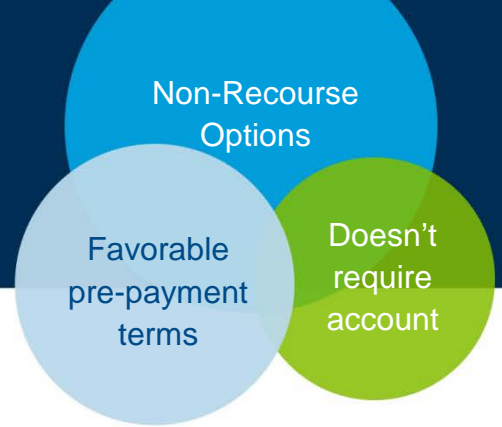 Non-Recourse
Options
Favorable
pre-payment
terms
Doesn’t
require
account